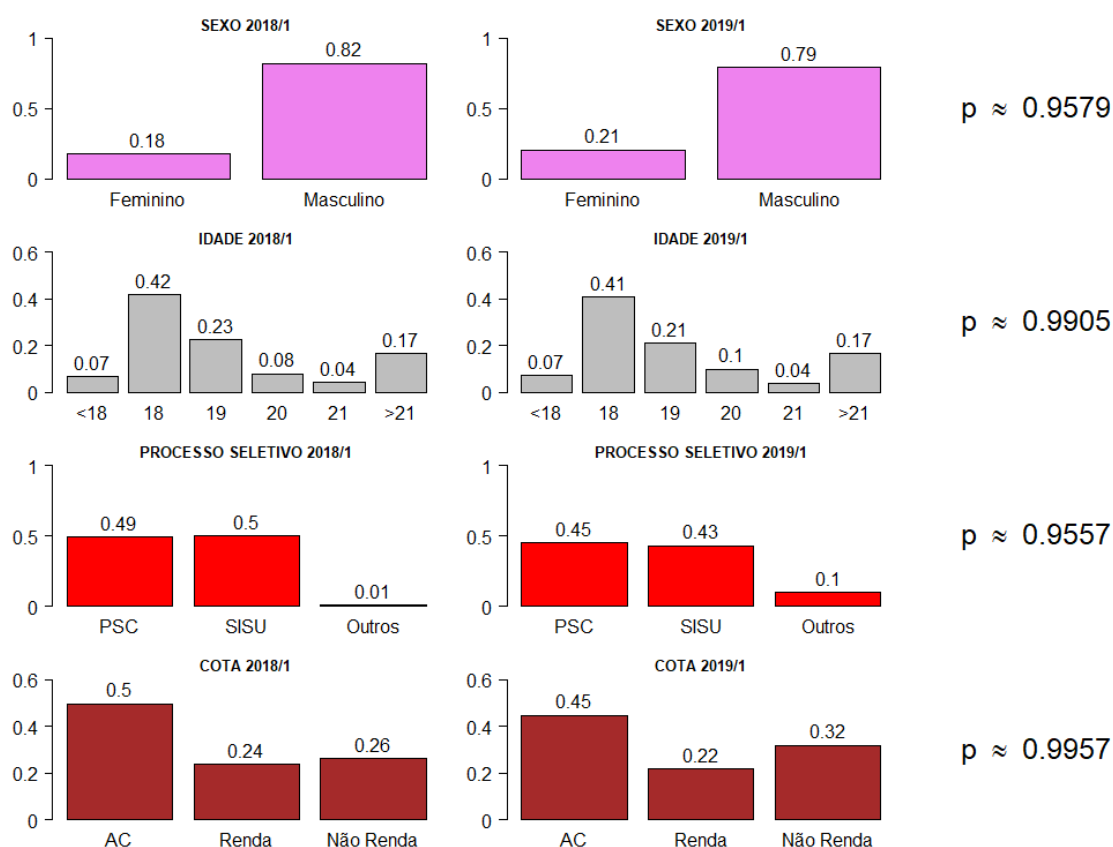 SEXO 2018/1
1
0.5
0
0.18
0.82
Feminino
Masculino
SEXO 2019/1
1
0.5
0
0.21
0.79
Feminino
Masculino
p ≈ 0.9579
IDADE 2018/1
0.6
0.4
0.2
0
0.07
0.42
0.23
0.08
0.04
0.17
<18 18 19 20 21 >21
IDADE 2019/1
0.6
0.4
0.2
0
0.07
0.41
0.21
0.1
0.04
0.17
<18 18 19 20 21 >21
p ≈ 0.9905
PROCESSO SELETIVO 2018/1
1
0.5
0
0.49
0.5
0.01
PSC SISU Outros
PROCESSO SELETIVO 2019/1
1
0.5
0
0.45
0.43
0.1
PSC SISU Outros
p ≈ 0.9557
COTA 2018/1
0.6
0.4
0.2
0
0.5
0.24
0.26
AC Renda Não Renda
COTA 2019/1
0.6
0.4
0.2
0
0.45
0.22
0.32
AC Renda Não Renda
p ≈ 0.9957